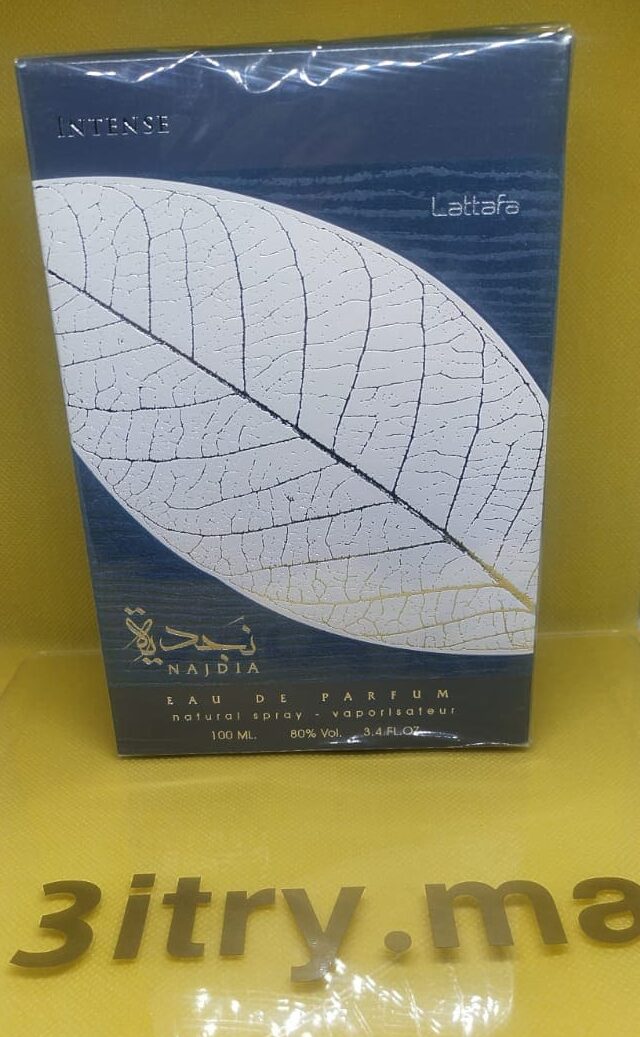 INTENSE
Lattafa
نجدية
NAJDIA
EAU DE PARFUM
natural spray - vaporisateur
100 ML. 80% Vol. 3.4 FL.OZ
3itry.ma